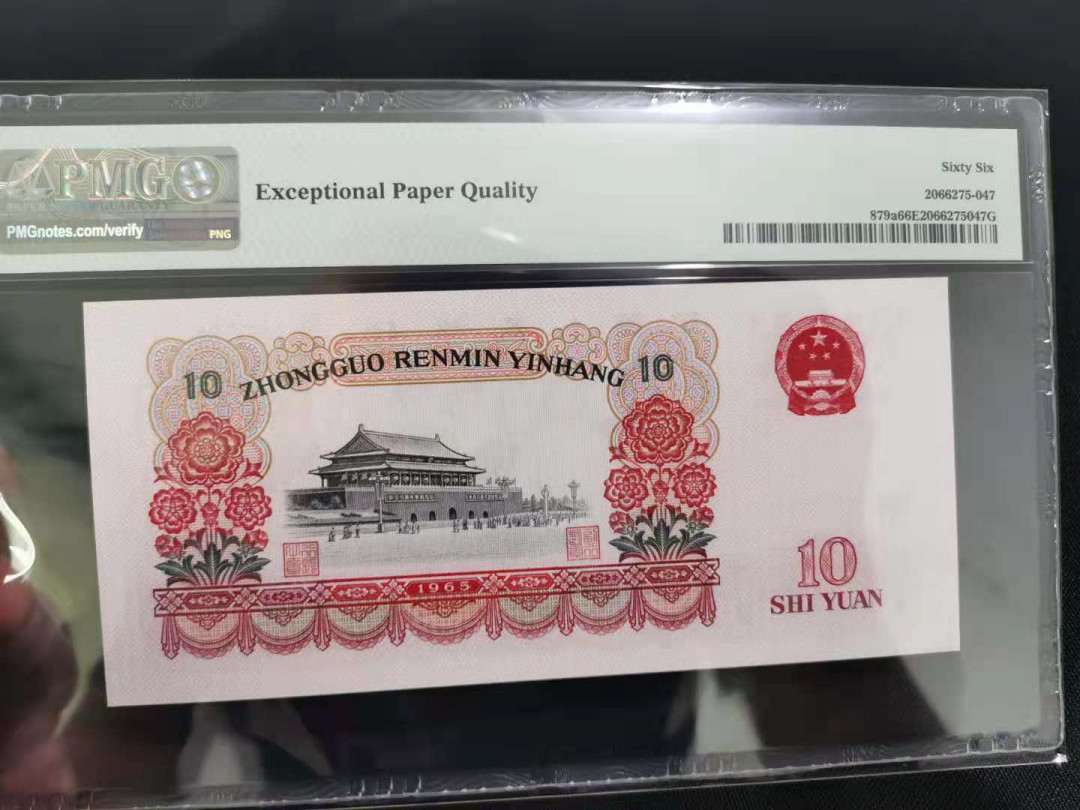 PMG
PMGnotes.com/verify
PNG
Exceptional Paper Quality
Sixty Six
2066275-047
879a66E2066275047G
10 ZHONGGUO RENMIN YINHANG 10
1965
10
SHI YUAN